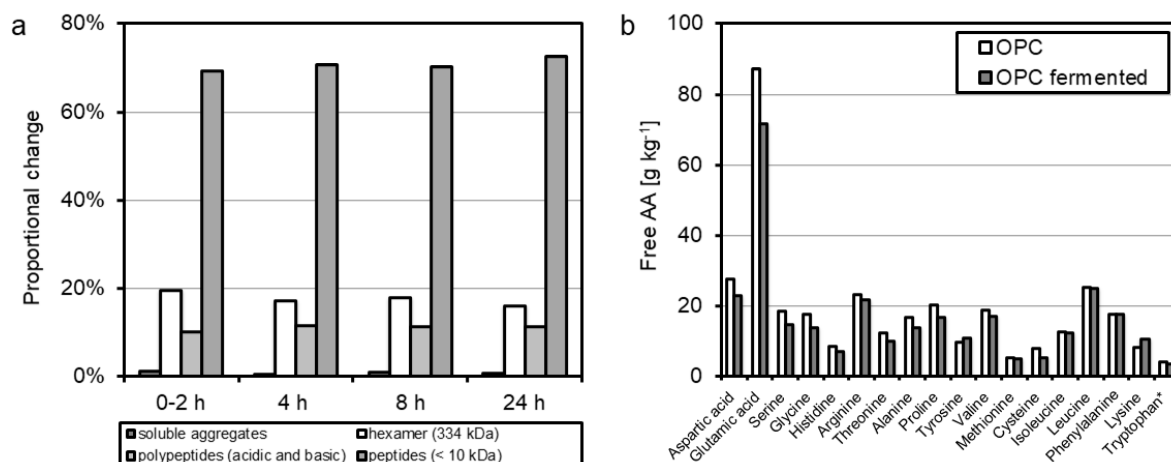 a
80%
60%
40%
20%
0%
Proportional change
0-2 h 4 h 8 h 24 h
soluble aggregates hexamer (334 kDa)
polypeptides (acidic and basic) peptides (< 10 kDa)
b
100
80
60
40
20
0
Free AA [g kg⁻¹]
OPC
OPC fermented
Aspartic acid
Glutamic acid
Serine
Glycine
Histidine
Arginine
Threonine
Alanine
Proline
Tyrosine
Valine
Methionine
Cysteine
Isoleucine
Leucine
Phenylalanine
Lysine
Tryptophan*